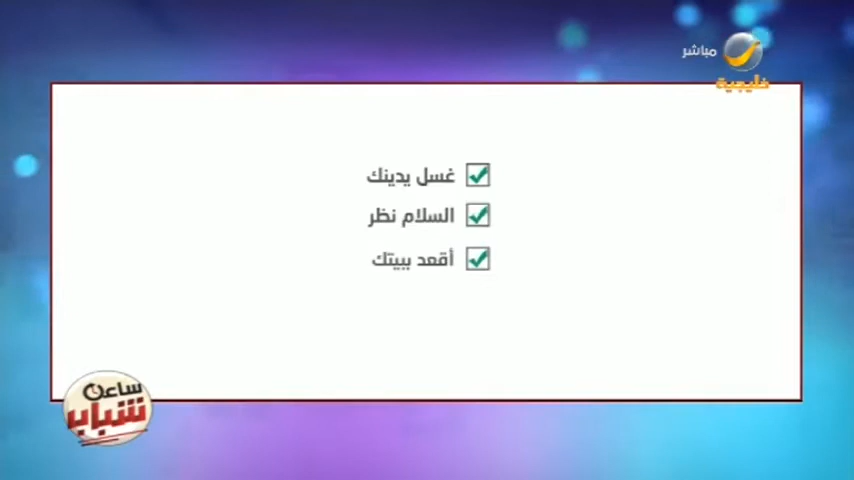 مباشر
خليجية
غسل يدينك
السلام نظر
أقعد ببيتك
ساعة
شباب